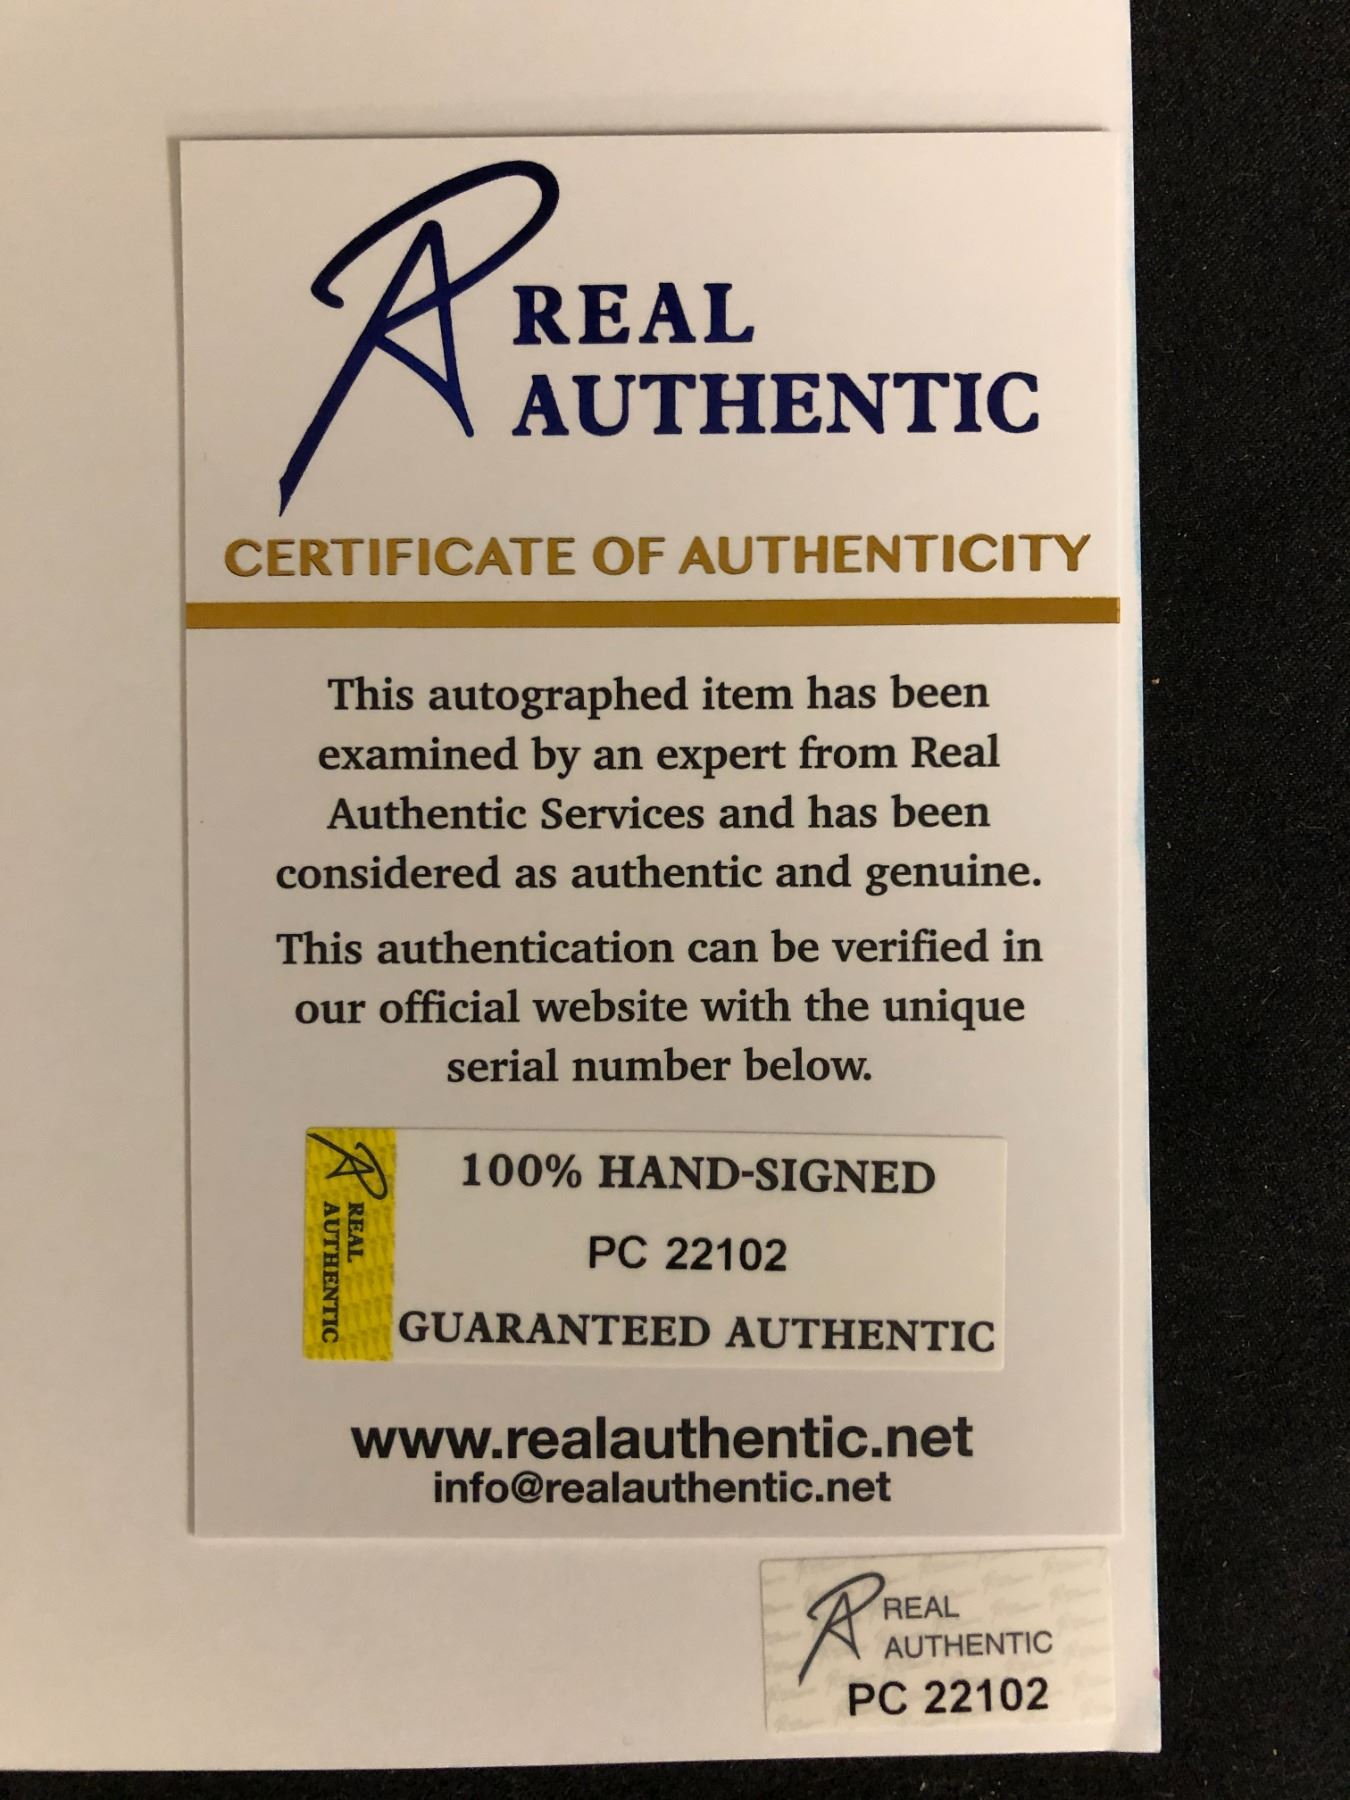 REAL
AUTHENTIC
CERTIFICATE OF AUTHENTICITY
This autographed item has been
examined by an expert from Real
Authentic Services and has been
considered as authentic and genuine.
This authentication can be verified in
our official website with the unique
serial number below.
REAL
AUTHENTIC
100% HAND-SIGNED
PC 22102
GUARANTEED AUTHENTIC
www.realauthentic.net
info@realauthentic.net
REAL
AUTHENTIC
PC 22102